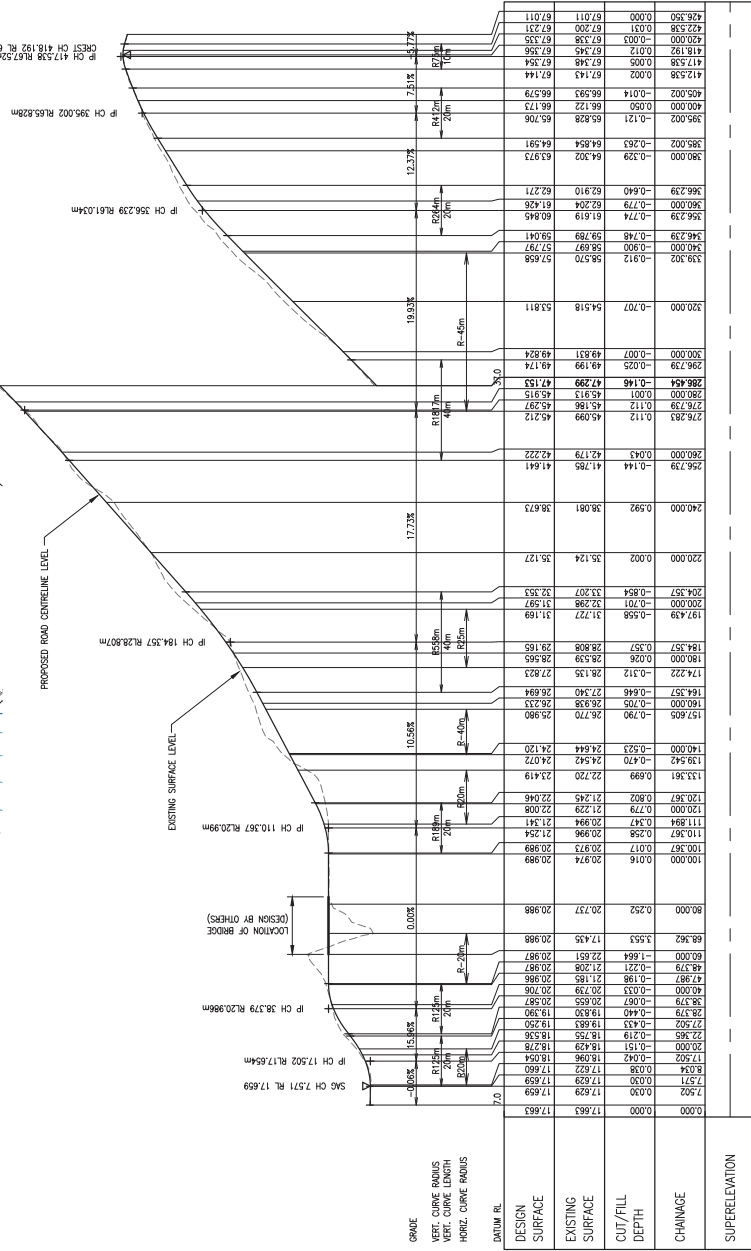 GRADE
VERT. CURVE RADIUS
VERT. CURVE LENGTH
HORIZ. CURVE RADIUS
DATUM RL
DESIGN
SURFACE
EXISTING
SURFACE
CUT/FILL
DEPTH
CHAINAGE
SUPERELEVATION
0.000 0.000 17.663 17.663
7.502 0.030 17.629 17.659
7.571 0.030 17.629 17.659
8.034 0.038 17.622 17.660
17.502 -0.042 18.096 18.054
20.000 -0.151 18.429 18.278
22.365 -0.219 18.755 18.536
27.502 -0.433 19.683 19.250
28.379 -0.440 19.830 19.390
38.379 -0.067 20.655 20.587
40.000 -0.033 20.739 20.706
47.987 -0.198 21.185 20.986
48.379 -0.221 21.208 20.987
60.000 -1.664 22.651 20.987
68.362 3.553 17.435 20.988
80.000 0.252 20.737 20.988
100.000 0.016 20.974 20.989
100.367 0.017 20.973 20.989
110.367 0.258 20.996 21.254
111.894 0.347 20.994 21.341
120.000 0.779 21.229 22.008
120.367 0.802 21.245 22.046
133.361 0.699 22.720 23.419
139.542 -0.470 24.542 24.072
140.000 -0.523 24.644 24.120
157.605 -0.790 26.770 25.980
160.000 -0.705 26.938 26.233
164.357 -0.646 27.340 26.694
174.222 -0.312 28.135 27.823
180.000 0.026 28.539 28.565
184.357 0.357 28.808 29.165
197.439 -0.558 31.727 31.169
200.000 -0.701 32.298 31.597
204.357 -0.854 33.207 32.353
220.000 0.002 35.124 35.127
240.000 0.592 38.081 38.673
256.739 -0.144 41.785 41.641
260.000 0.043 42.179 42.222
276.283 0.112 45.099 45.212
276.739 0.112 45.186 45.297
280.000 0.001 45.913 45.915
286.454 -0.146 47.299 47.153
296.739 -0.025 49.199 49.174
300.000 -0.007 49.831 49.824
320.000 -0.707 54.518 53.811
339.302 -0.912 58.570 57.658
340.000 -0.900 58.697 57.797
346.239 -0.748 59.789 59.041
356.239 -0.774 61.619 60.845
360.000 -0.779 62.204 61.426
366.239 -0.640 62.910 62.271
380.000 -0.329 64.302 63.973
385.002 -0.263 64.854 64.591
395.002 -0.121 65.828 65.706
400.000 0.050 66.122 66.173
405.002 -0.014 66.593 66.579
412.538 0.002 67.143 67.144
417.538 0.005 67.348 67.354
418.192 0.012 67.345 67.356
420.000 -0.003 67.338 67.335
422.538 0.031 67.200 67.231
426.350 0.000 67.011 67.011
7.0
-0.06%
15.96%
0.00%
10.56%
17.73%
19.93%
12.37%
7.51%
-5.77%
R125m
20m
R125m
20m
R189m
20m
R558m
40m
R1817m
40m
R264m
20m
R412m
20m
R75m
10m
R20m
R-20m
R20m
R-40m
R25m
R-45m
SAG CH 7.571 RL 17.659
IP CH 17.502 RL17.654m
IP CH 38.379 RL20.986m
LOCATION OF BRIDGE
(DESIGN BY OTHERS)
IP CH 110.367 RL20.99m
EXISTING SURFACE LEVEL
IP CH 184.357 RL28.807m
PROPOSED ROAD CENTRELINE LEVEL
IP CH 356.239 RL61.034m
IP CH 395.002 RL65.828m
IP CH 417.538 RL67.52
CREST CH 418.192 RL